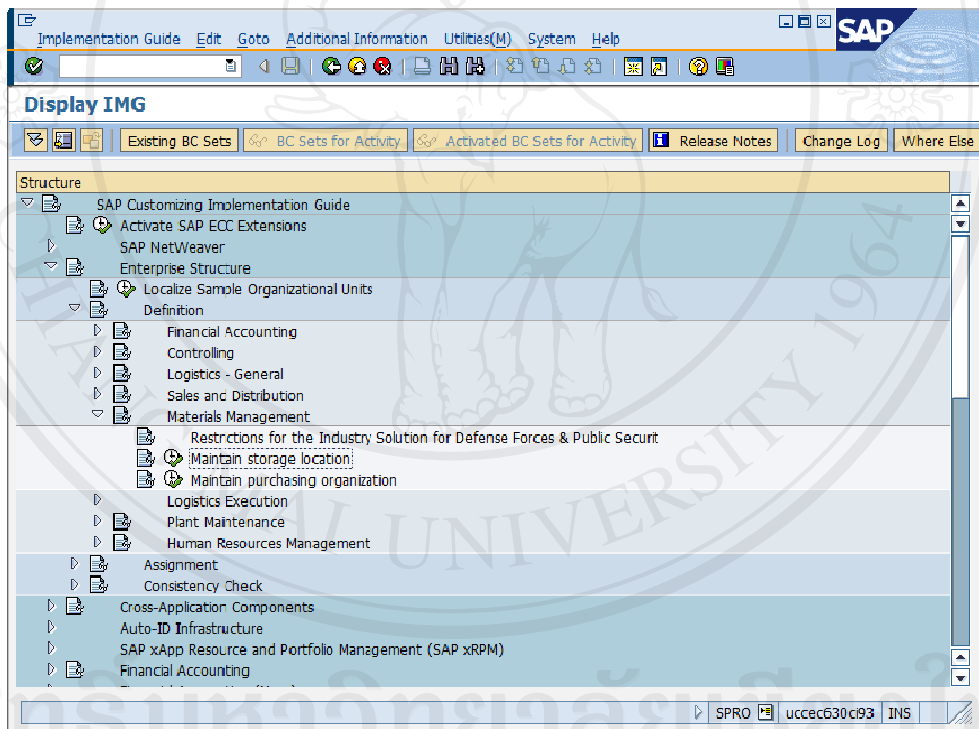 Implementation Guide Edit Goto Additional Information Utilities(M) System Help
SAP
Display IMG
Existing BC Sets BC Sets for Activity Activated BC Sets for Activity Release Notes Change Log Where Else
Structure
SAP Customizing Implementation Guide
Activate SAP ECC Extensions
SAP NetWeaver
Enterprise Structure
Localize Sample Organizational Units
Definition
Financial Accounting
Controlling
Logistics - General
Sales and Distribution
Materials Management
Restrictions for the Industry Solution for Defense Forces & Public Securit
Maintain storage location
Maintain purchasing organization
Logistics Execution
Plant Maintenance
Human Resources Management
Assignment
Consistency Check
Cross-Application Components
Auto-ID Infrastructure
SAP xApp Resource and Portfolio Management (SAP xRPM)
Financial Accounting
SPRO uccec630ci93 INS
UNIVERSITY 1964